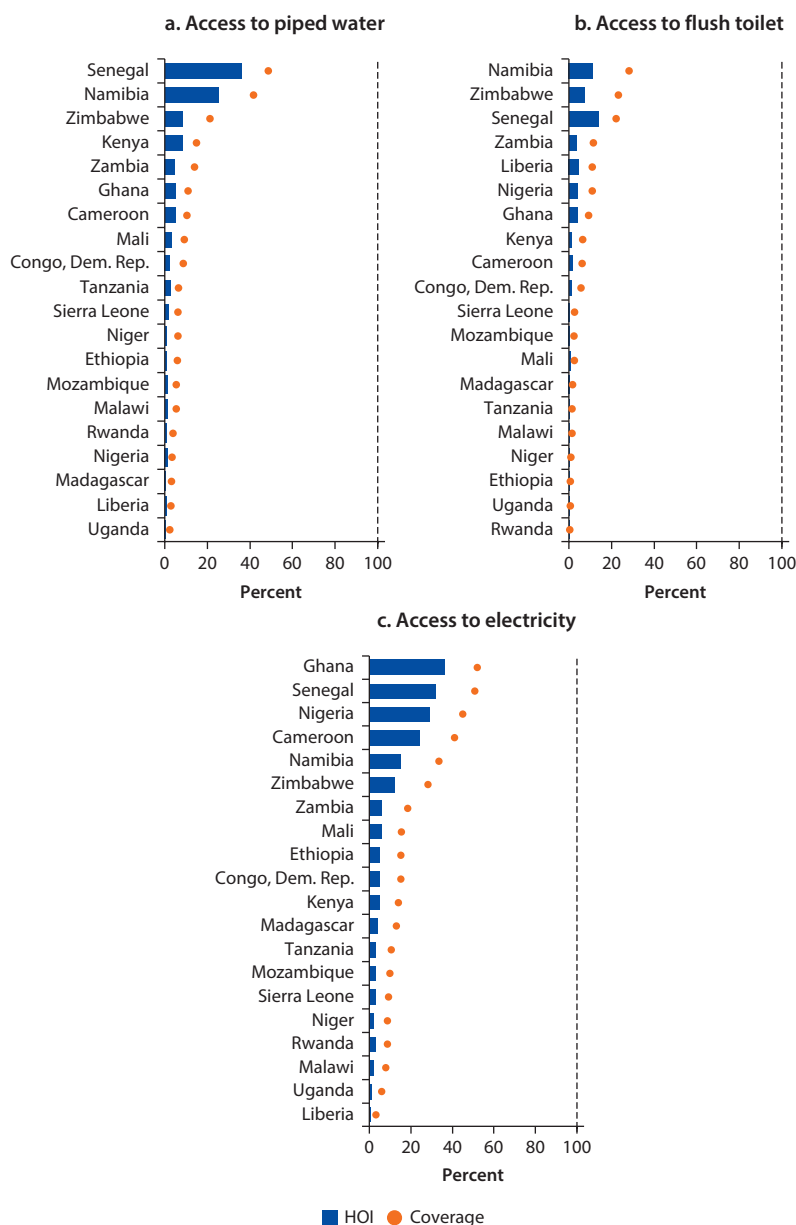 a. Access to piped water
Senegal
Namibia
Zimbabwe
Kenya
Zambia
Ghana
Cameroon
Mali
Congo, Dem. Rep.
Tanzania
Sierra Leone
Niger
Ethiopia
Mozambique
Malawi
Rwanda
Nigeria
Madagascar
Liberia
Uganda
0 20 40 60 80 100
Percent
b. Access to flush toilet
Namibia
Zimbabwe
Senegal
Zambia
Liberia
Nigeria
Ghana
Kenya
Cameroon
Congo, Dem. Rep.
Sierra Leone
Mozambique
Mali
Madagascar
Tanzania
Malawi
Niger
Ethiopia
Uganda
Rwanda
0 20 40 60 80 100
Percent
c. Access to electricity
Ghana
Senegal
Nigeria
Cameroon
Namibia
Zimbabwe
Zambia
Mali
Ethiopia
Congo, Dem. Rep.
Kenya
Madagascar
Tanzania
Mozambique
Sierra Leone
Niger
Rwanda
Malawi
Uganda
Liberia
0 20 40 60 80 100
Percent
HOI Coverage